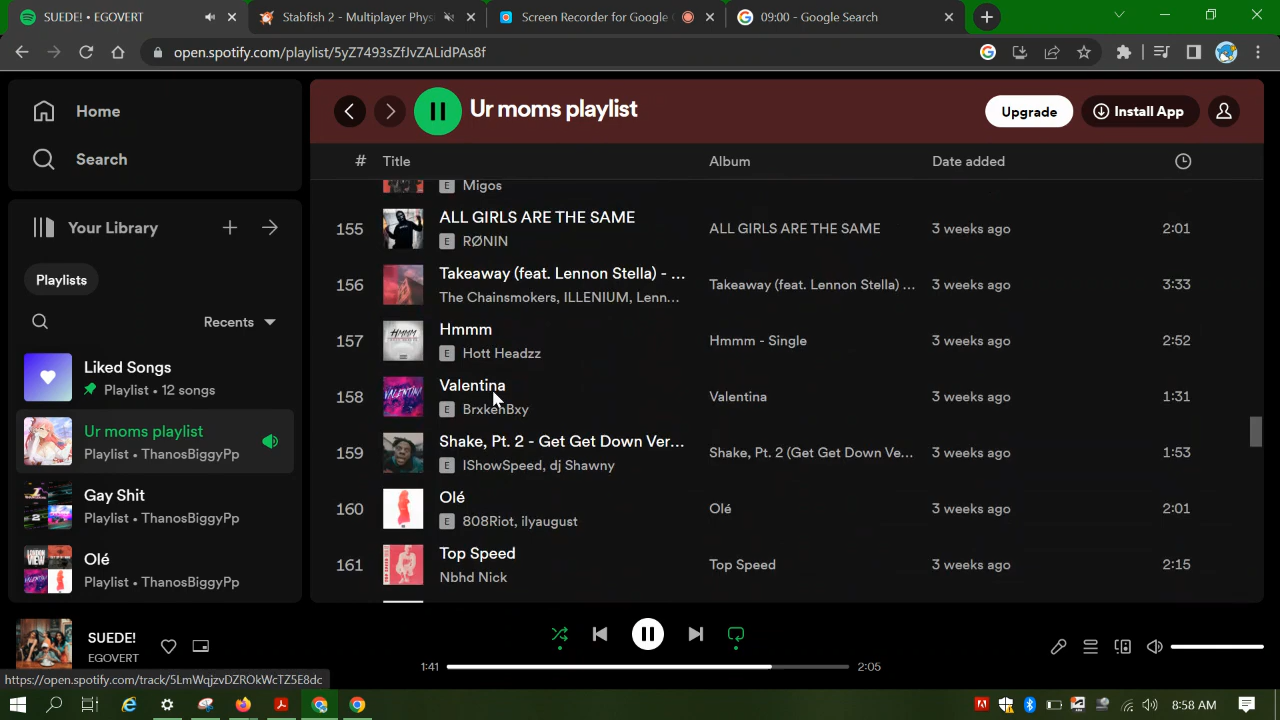 SUEDE! • EGOVERT
Stabfish 2 - Multiplayer Physi
Screen Recorder for Google
09:00 - Google Search
open.spotify.com/playlist/5yZ7493sZfJvZALidPAs8f
Home
Search
Your Library
Playlists
Recents
Liked Songs
Playlist • 12 songs
Ur moms playlist
Playlist • ThanosBiggyPp
Gay Shit
Playlist • ThanosBiggyPp
Olé
Playlist • ThanosBiggyPp
Ur moms playlist
Upgrade
Install App
# Title Album Date added
E Migos
155 ALL GIRLS ARE THE SAME ALL GIRLS ARE THE SAME 3 weeks ago 2:01
E RØNIN
156 Takeaway (feat. Lennon Stella) - ... Takeaway (feat. Lennon Stella) ... 3 weeks ago 3:33
The Chainsmokers, ILLENIUM, Lenn...
157 Hmmm Hmmm - Single 3 weeks ago 2:52
E Hott Headzz
158 Valentina Valentina 3 weeks ago 1:31
E BrxkenBxy
159 Shake, Pt. 2 - Get Get Down Ver... Shake, Pt. 2 (Get Get Down Ve... 3 weeks ago 1:53
E IShowSpeed, dj Shawny
160 Olé Olé 3 weeks ago 2:01
E 808Riot, ilyaugust
161 Top Speed Top Speed 3 weeks ago 2:15
Nbhd Nick
SUEDE!
EGOVERT
1:41 2:05
https://open.spotify.com/track/5LmWqjzvDZROkWcTZ5E8dc
8:58 AM